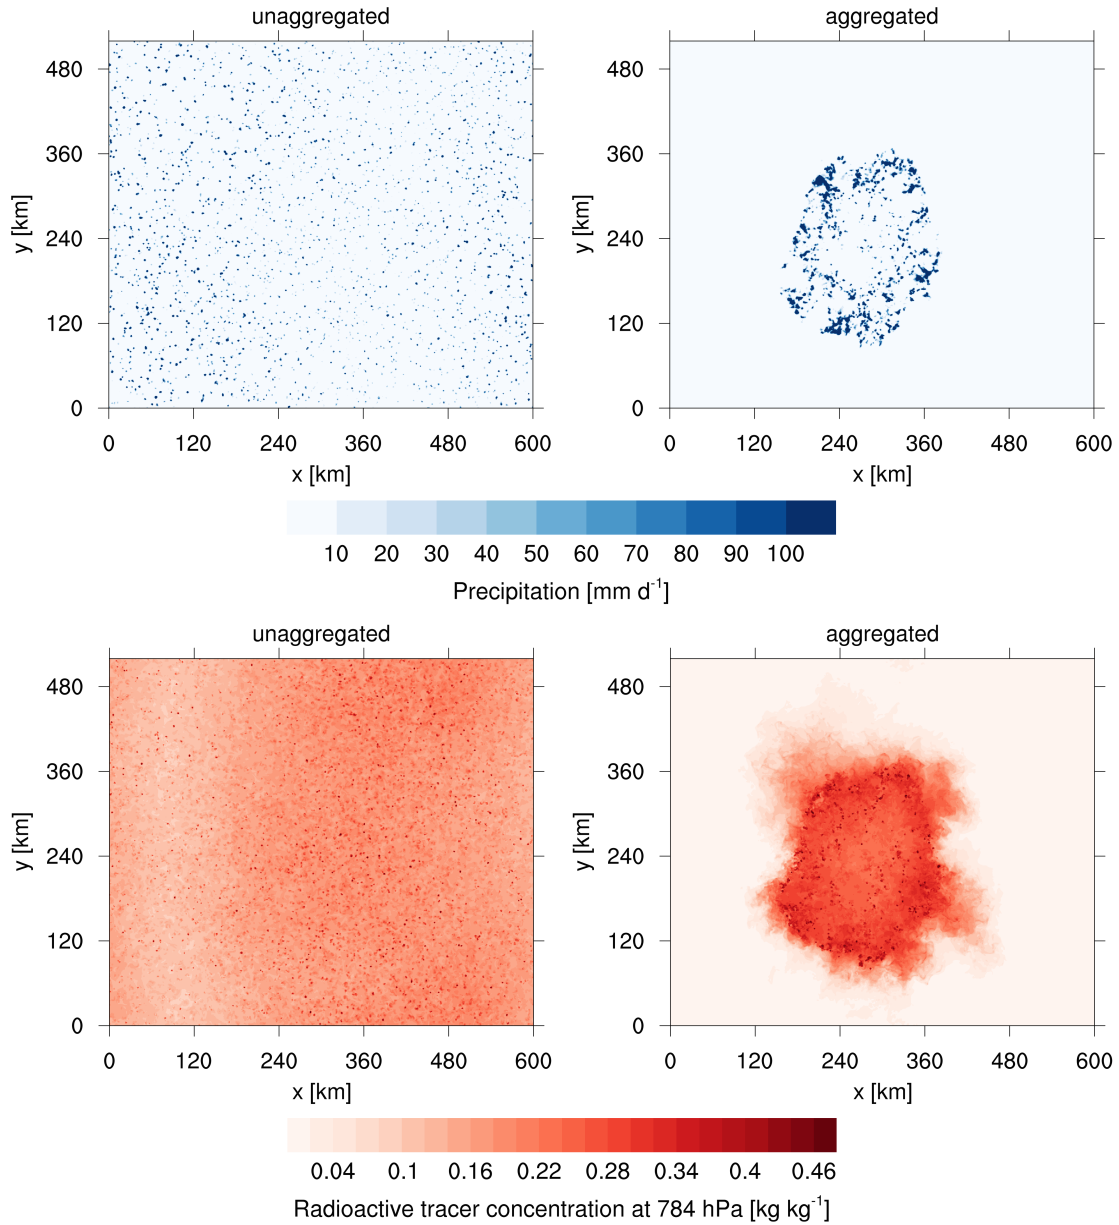 unaggregated aggregated
480 480
360 360
y [km] y [km]
240 240
120 120
0 0
0 120 240 360 480 600 0 120 240 360 480 600
x [km] x [km]
10 20 30 40 50 60 70 80 90 100
Precipitation [mm d⁻¹]
unaggregated aggregated
480 480
360 360
y [km] y [km]
240 240
120 120
0 0
0 120 240 360 480 600 0 120 240 360 480 600
x [km] x [km]
0.04 0.1 0.16 0.22 0.28 0.34 0.4 0.46
Radioactive tracer concentration at 784 hPa [kg kg⁻¹]